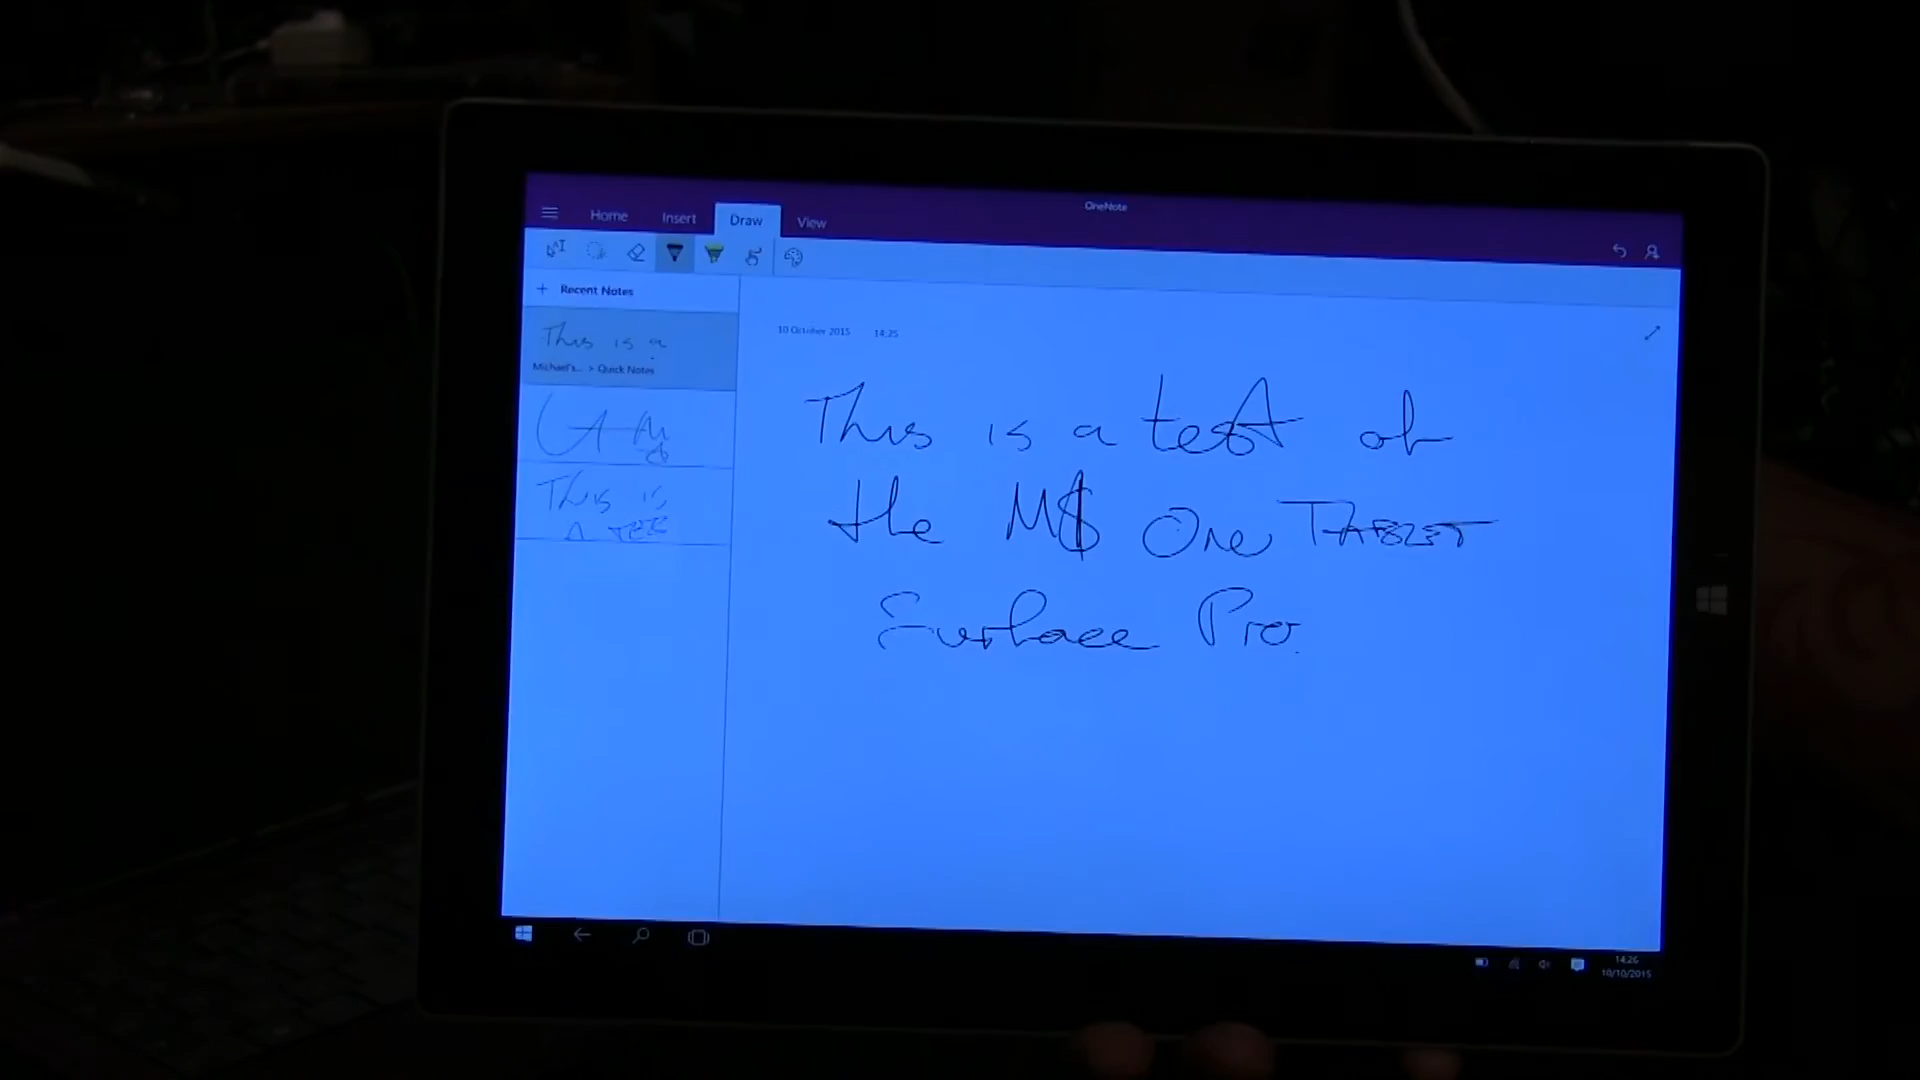 OneNote
Home Insert Draw View
+ Recent Notes
This is a
Michael's... > Quick Notes
This is
A TEE
10 October 2015 14:25
This is a test of
the M$ One TABLET
Surface Pro.
14:26
10/10/2015